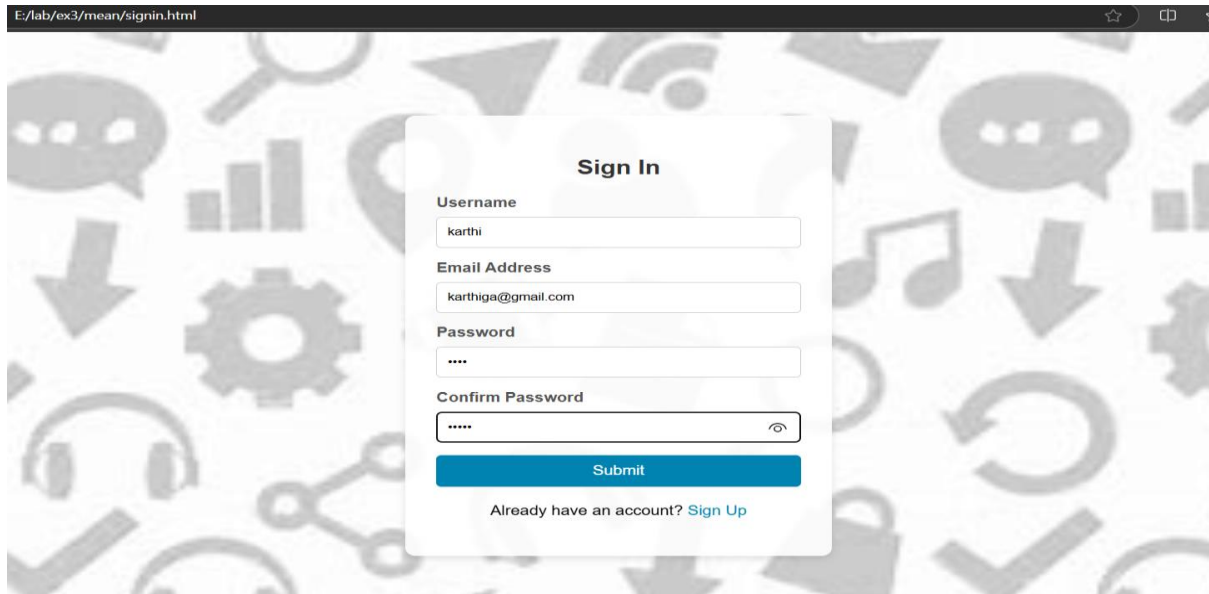 E:/lab/ex3/mean/signin.html
Sign In
Username
karthi
Email Address
karthiga@gmail.com
Password
••••
Confirm Password
•••••
Submit
Already have an account? Sign Up